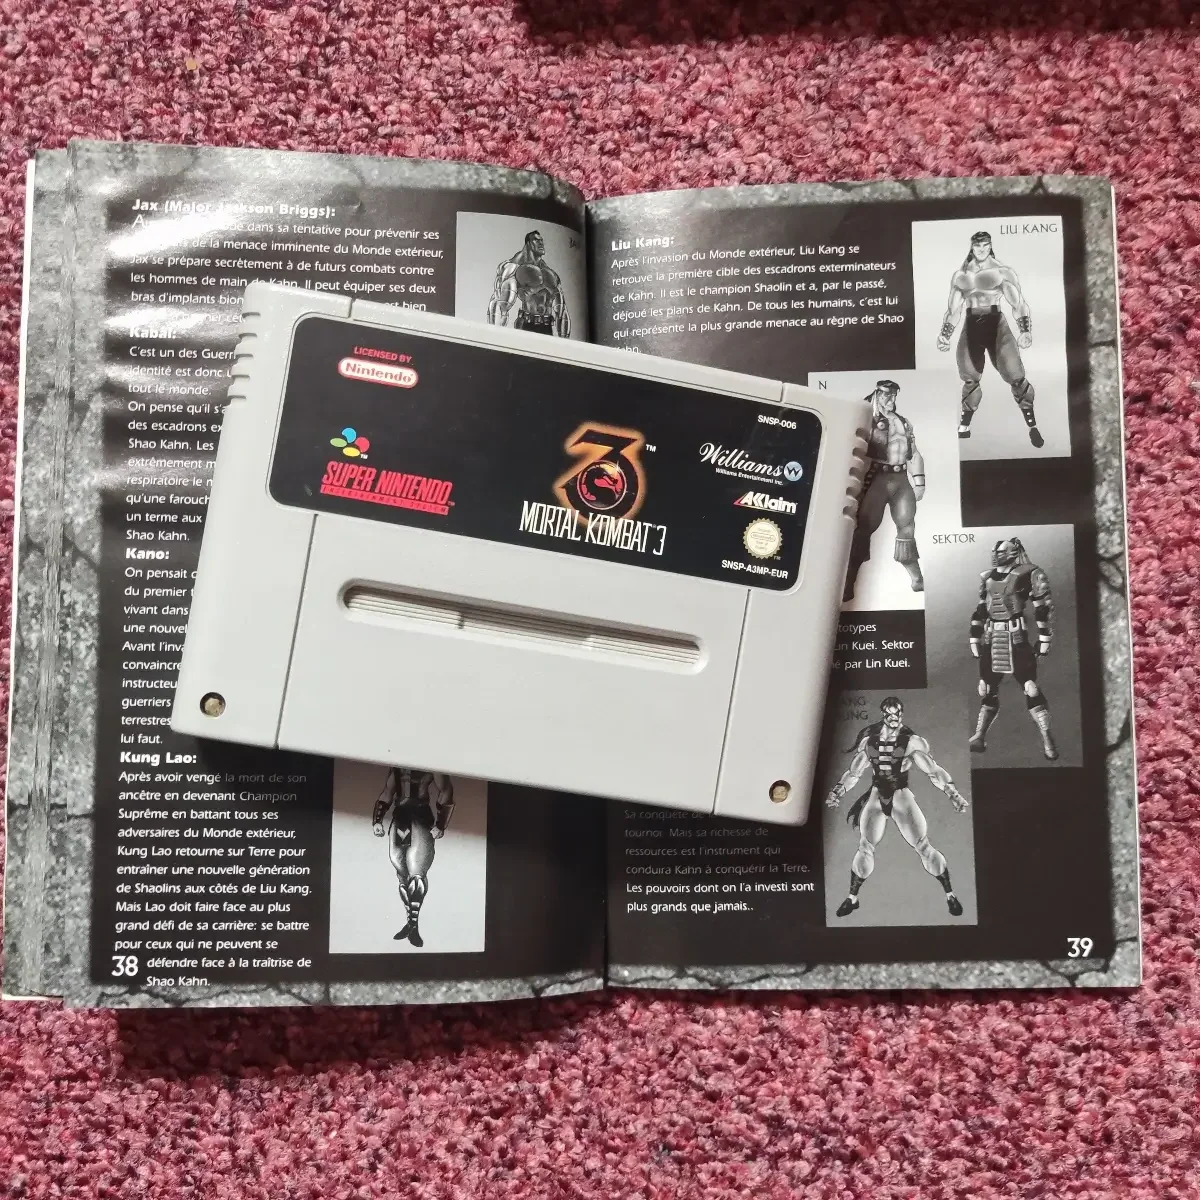 Jax (Major Jackson Briggs):
dans sa tentative pour prévenir ses
de la menace imminente du Monde extérieur,
Jax se prépare secrètement à de futurs combats contre
les hommes de main de Kahn. Il peut équiper ses deux
bras d'implants
bien
Kabal:
C'est un des
identité est donc
tout le monde.
On pense qu'il
des escadrons
Shao Kahn. Les
extrêmement
respiratoire le
qu'une
un terme aux
Shao Kahn.
Kano:
On pensait
du premier
vivant dans
une
Avant
convaincre
guerriers
terrestres
lui faut.
Kung Lao:
Après avoir vengé la mort de son
ancêtre en devenant Champion
Suprême en battant tous ses
adversaires du Monde extérieur,
Kung Lao retourne sur Terre pour
entraîner une nouvelle génération
de Shaolins aux côtés de Liu Kang.
Mais Lao doit faire face au plus
grand défi de sa carrière: se battre
pour ceux qui ne peuvent se
défendre face à la traîtrise de
Shao Kahn.
38
LICENSED BY
Nintendo
SUPER NINTENDO
ENTERTAINMENT SYSTEM
3
MORTAL KOMBAT 3
SNSP-006
Williams
Williams Entertainment Inc.
AKklaim
SNSP-A3MP-EUR
Liu Kang:
Après l'invasion du Monde extérieur, Liu Kang se
retrouve la première cible des escadrons exterminateurs
de Kahn. Il est le champion Shaolin et a, par le passé,
déjoué les plans de Kahn. De tous les humains, c'est lui
qui représente la plus grande menace au règne de Shao
LIU KANG
N
SEKTOR
Kuei. Sektor
par Lin Kuei.
Sa conquête
tournoi. Mais sa richesse de
ressources est l'instrument qui
conduira Kahn à conquérir la Terre.
Les pouvoirs dont on l'a investi sont
plus grands que jamais..
39